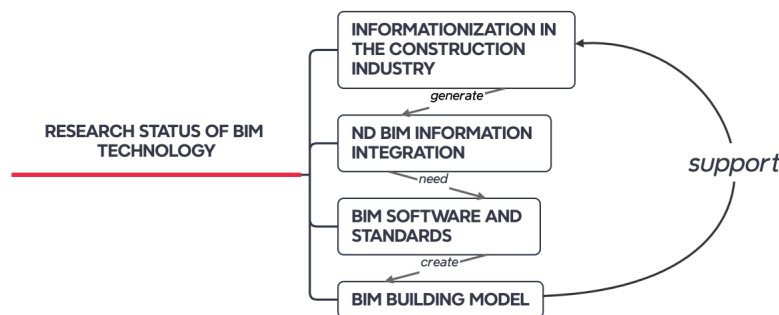 INFORMATIONIZATION IN
THE CONSTRUCTION
INDUSTRY
generate
RESEARCH STATUS OF BIM
TECHNOLOGY
ND BIM INFORMATION
INTEGRATION
support
need
BIM SOFTWARE AND
STANDARDS
create
BIM BUILDING MODEL